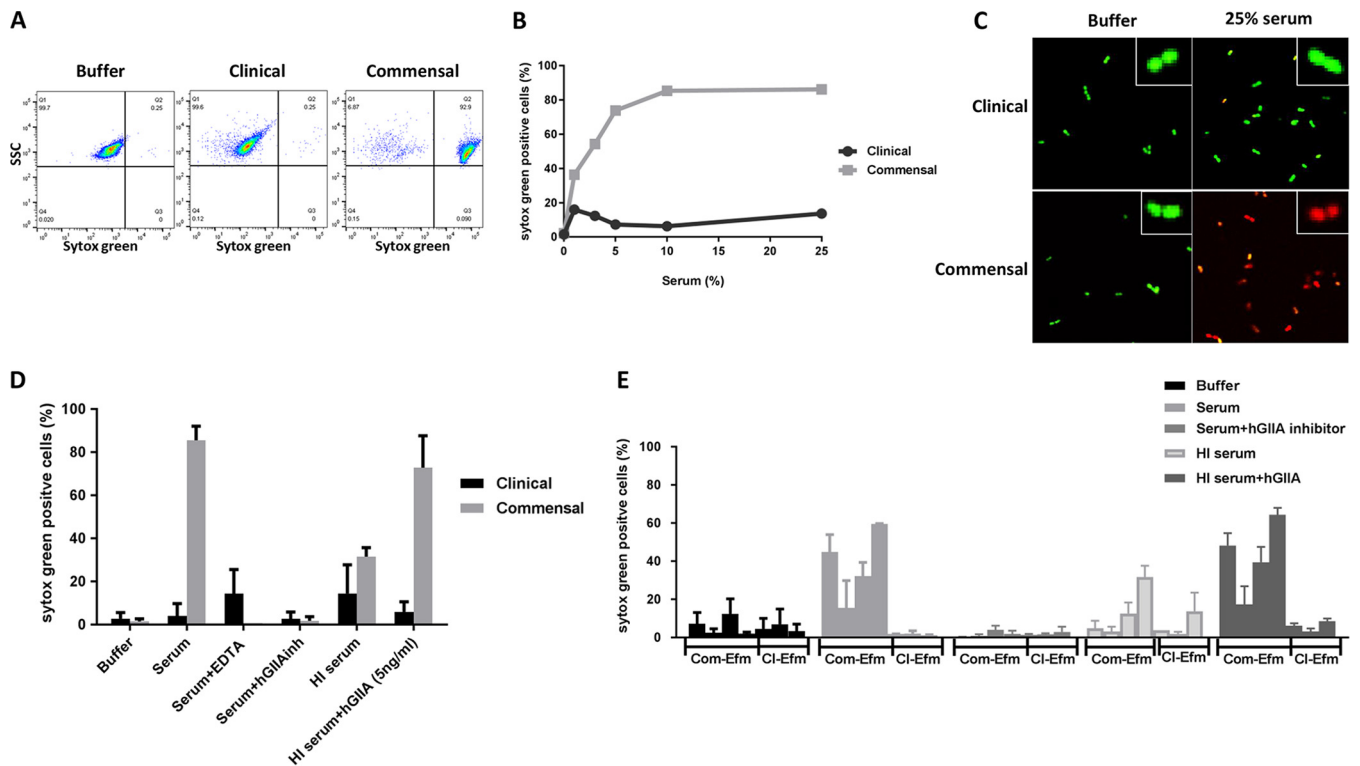 A
Buffer
Clinical
Commensal
Q1
99.7
Q2
0.25
Q4
0.020
Q3
0
Q1
99.6
Q2
0.25
Q4
0.12
Q3
0
Q1
6.87
Q2
92.9
Q4
0.15
Q3
0.090
SSC
Sytox green
Sytox green
Sytox green
B
sytox green positive cells (%)
100
80
60
40
20
0
0
5
10
15
20
25
Serum (%)
Clinical
Commensal
C
Buffer
25% serum
Clinical
Commensal
D
sytox green positve cells (%)
100
80
60
40
20
0
Buffer
Serum
Serum+EDTA
Serum+hGIIAinh
HI serum
HI serum+hGIIA (5ng/ml)
Clinical
Commensal
E
Buffer
Serum
Serum+hGIIA inhibitor
HI serum
HI serum+hGIIA
sytox green positve cells (%)
100
80
60
40
20
0
Com-Efm
Cl-Efm
Com-Efm
Cl-Efm
Com-Efm
Cl-Efm
Com-Efm
Cl-Efm
Com-Efm
Cl-Efm